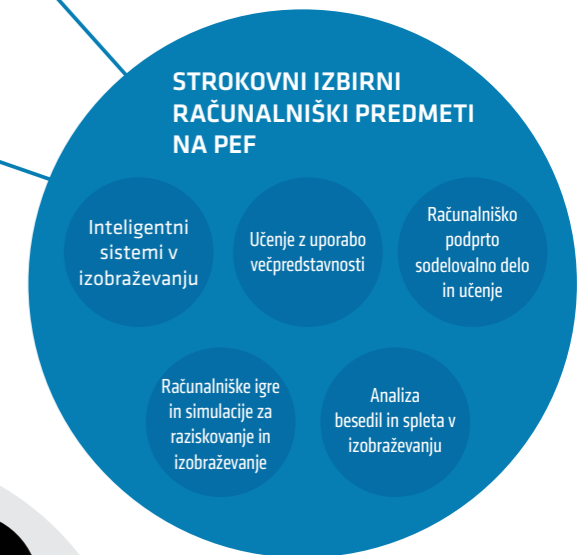 STROKOVNI IZBIRNI
RAČUNALNIŠKI PREDMETI
NA PEF
Inteligentni
sistemi v
izobraževanju
Učenje z uporabo
večpredstavnosti
Računalniško
podprto
sodelovalno delo
in učenje
Računalniške igre
in simulacije za
raziskovanje in
izobraževanje
Analiza
besedil in spleta v
izobraževanju